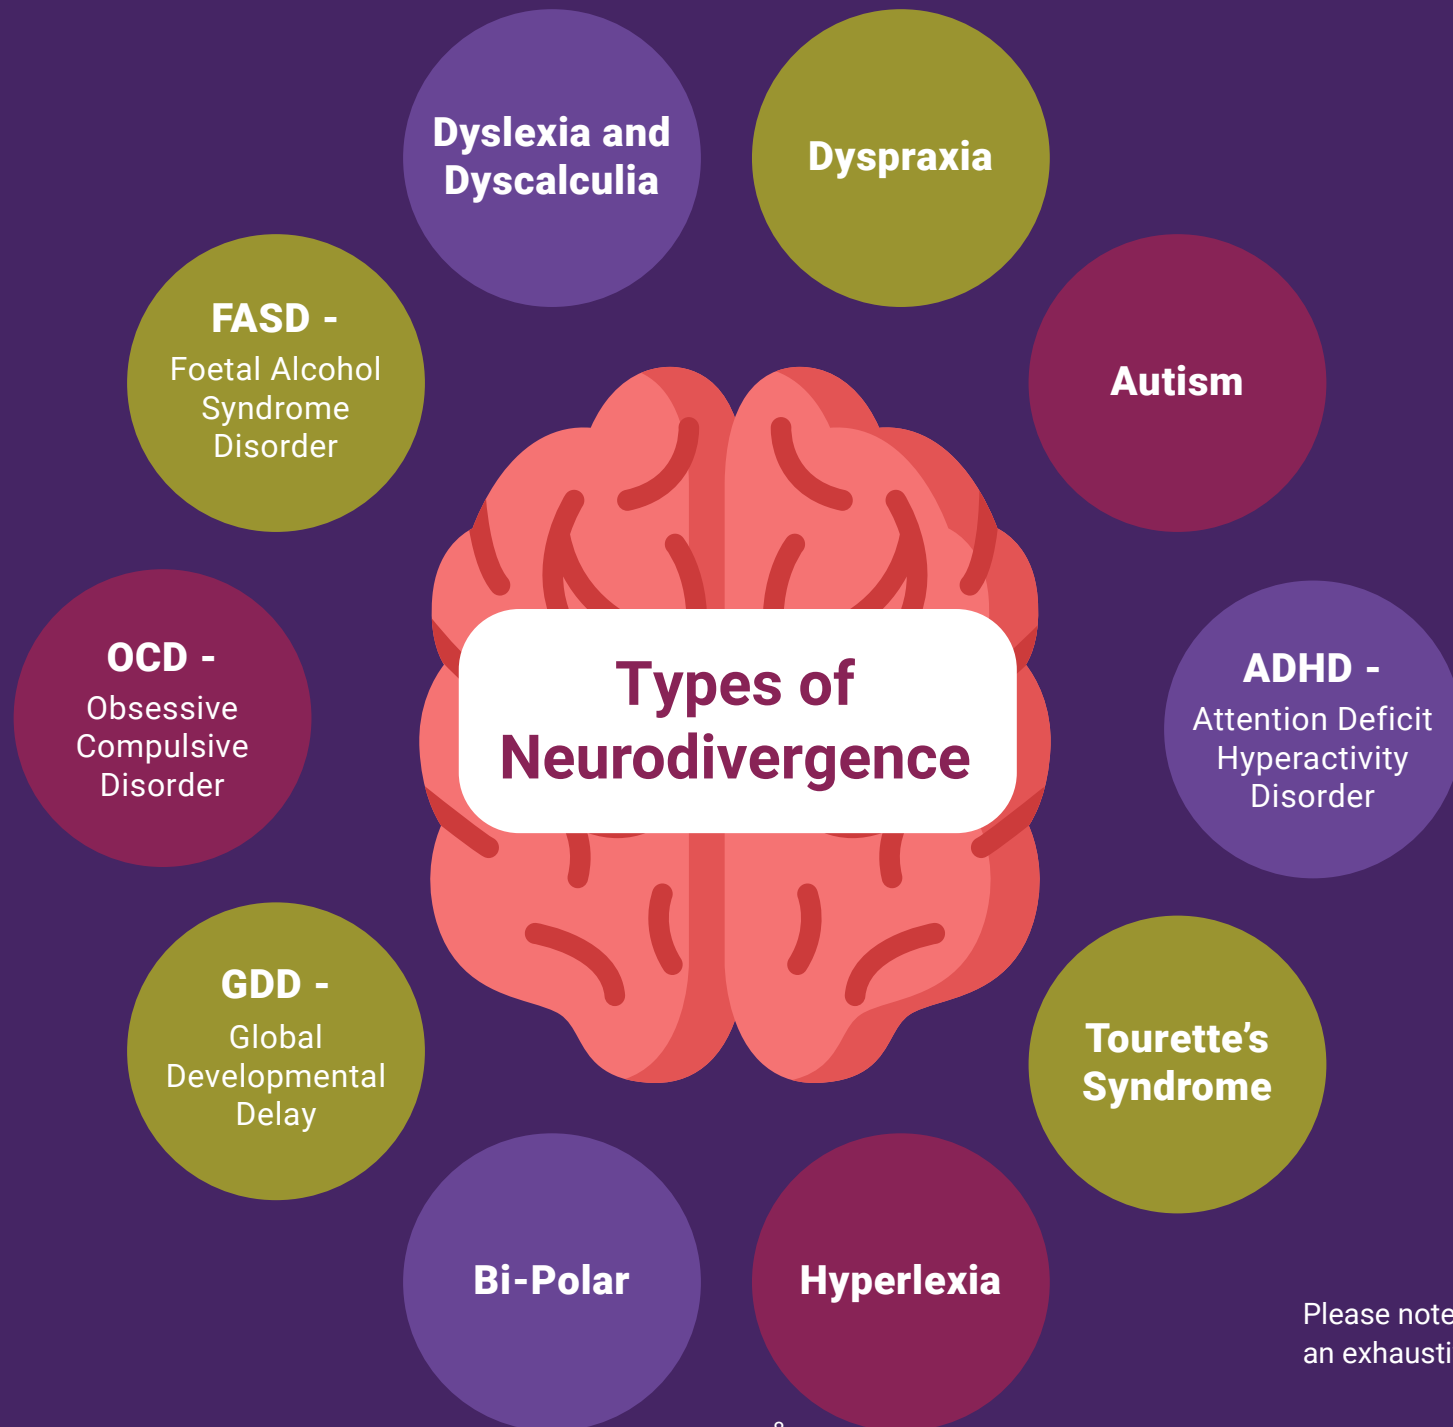 Dyslexia and
Dyscalculia
Dyspraxia
FASD -
Foetal Alcohol
Syndrome
Disorder
Autism
OCD -
Obsessive
Compulsive
Disorder
Types of
Neurodivergence
ADHD -
Attention Deficit
Hyperactivity
Disorder
GDD -
Global
Developmental
Delay
Tourette’s
Syndrome
Bi-Polar
Hyperlexia
Please note
an exhausti